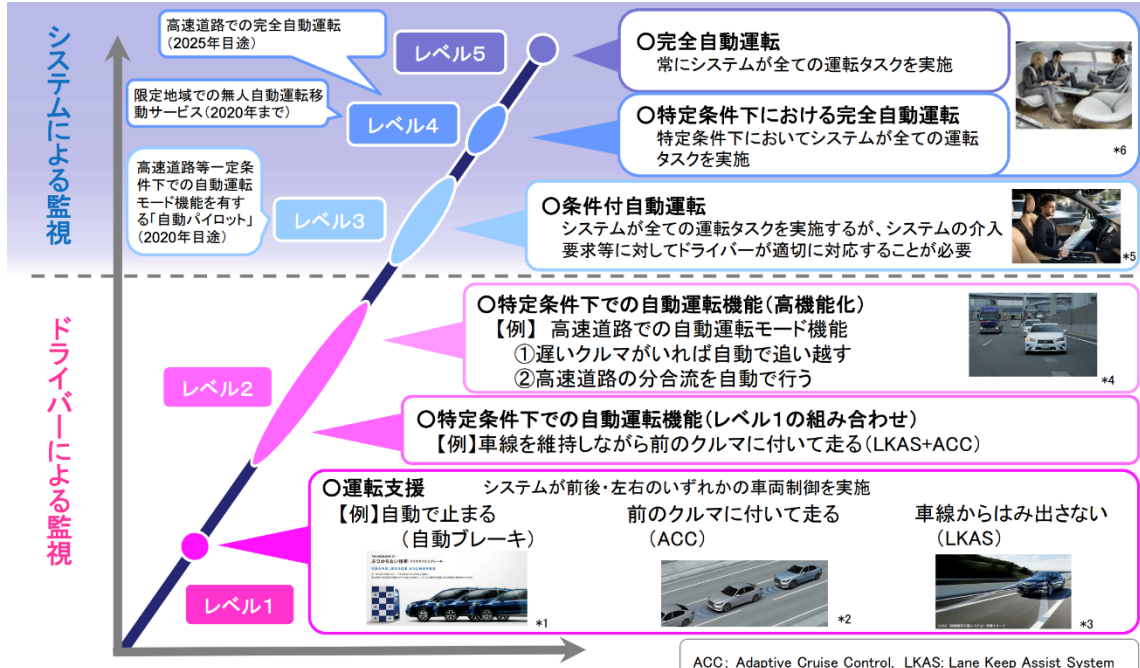 システムによる監視
ドライバーによる監視
高速道路での完全自動運転
(2025年目途)
レベル5
○完全自動運転
常にシステムが全ての運転タスクを実施
限定地域での無人自動運転移
動サービス(2020年まで)
レベル4
○特定条件下における完全自動運転
特定条件下においてシステムが全ての運転
タスクを実施
*6
高速道路等一定条
件下での自動運転
モード機能を有す
る「自動パイロット」
(2020年目途)
レベル3
○条件付自動運転
システムが全ての運転タスクを実施するが、システムの介入
要求等に対してドライバーが適切に対応することが必要
*5
レベル2
○特定条件下での自動運転機能(高機能化)
【例】 高速道路での自動運転モード機能
①遅いクルマがいれば自動で追い越す
②高速道路の分合流を自動で行う
*4
○特定条件下での自動運転機能(レベル1の組み合わせ)
【例】車線を維持しながら前のクルマに付いて走る(LKAS+ACC)
レベル1
○運転支援 システムが前後・左右のいずれかの車両制御を実施
【例】自動で止まる
(自動ブレーキ)
ぶつからない技術
*1
前のクルマに付いて走る
(ACC)
*2
車線からはみ出さない
(LKAS)
*3
ACC: Adaptive Cruise Control, LKAS: Lane Keep Assist System